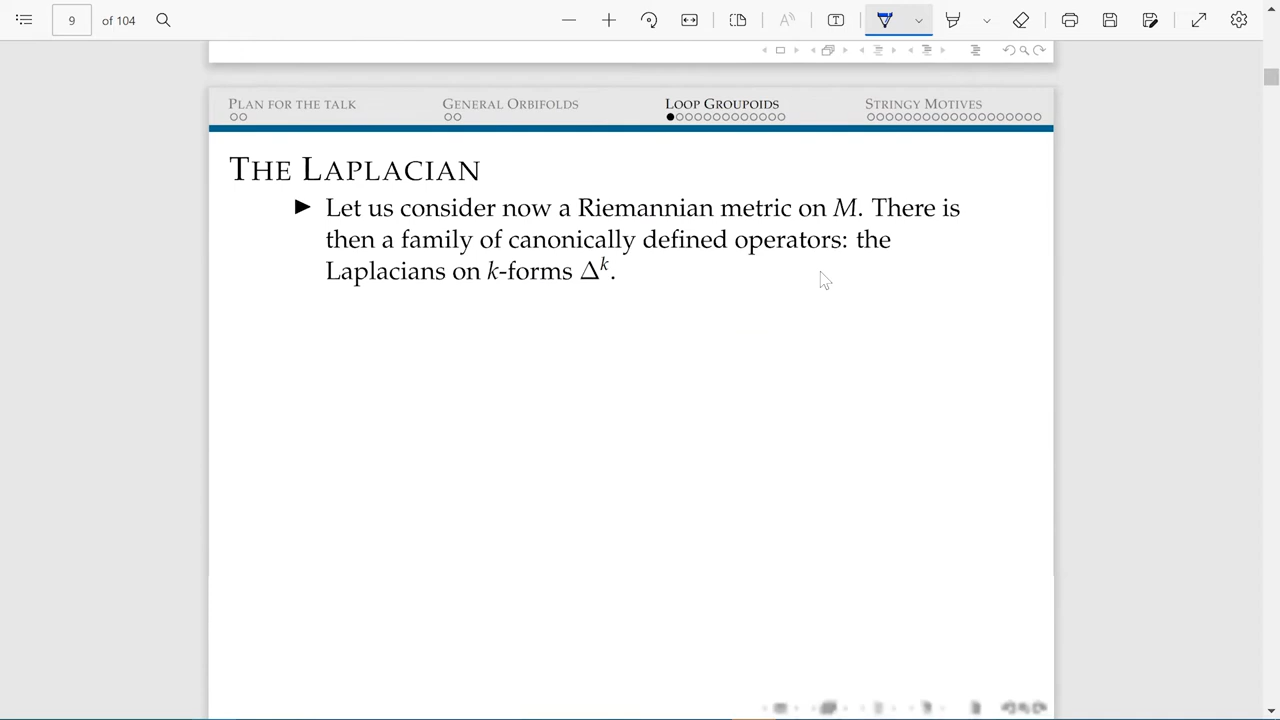 9 of 104
PLAN FOR THE TALK GENERAL ORBIFOLDS LOOP GROUPOIDS STRINGY MOTIVES
THE LAPLACIAN
► Let us consider now a Riemannian metric on M. There is
then a family of canonically defined operators: the
Laplacians on k-forms Δᵏ.